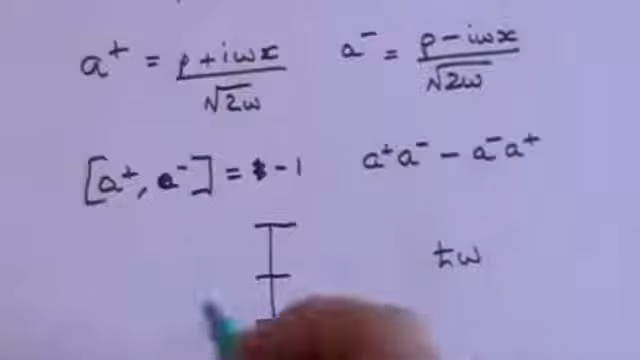 a⁺ = p + iωx / √2ω a⁻ = p - iωx / √2ω
[a⁺, a⁻] = -1 a⁺a⁻ - a⁻a⁺
ħω